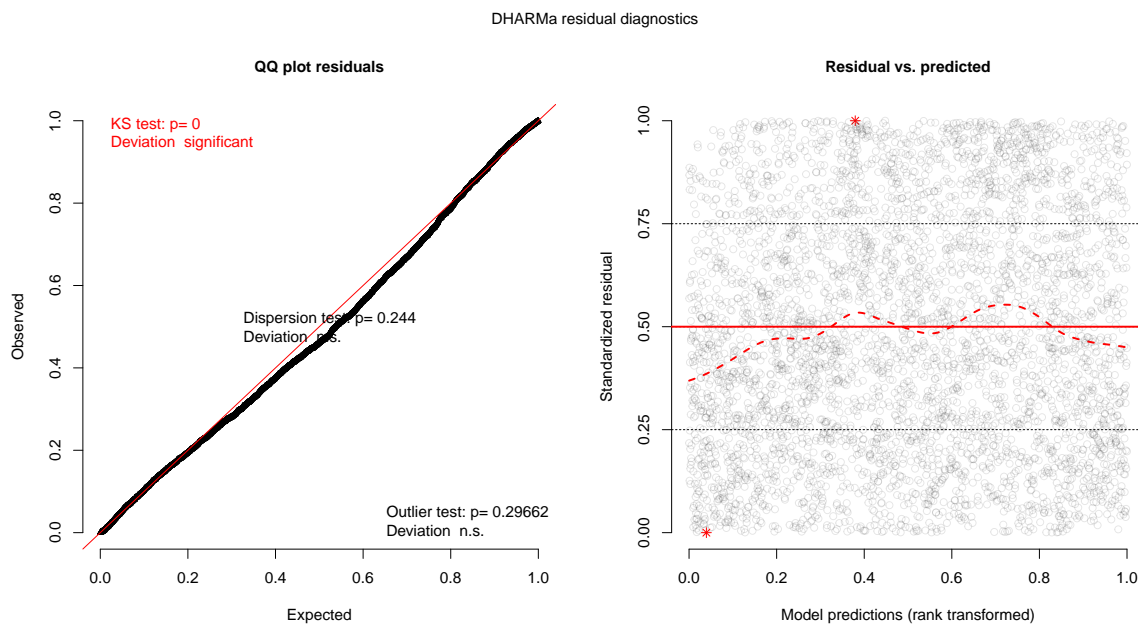 DHARMa residual diagnostics
QQ plot residuals
KS test: p= 0
Deviation  significant
Dispersion test: p= 0.244
Deviation  n.s.
Outlier test: p= 0.29662
Deviation  n.s.
Observed
0.0
0.2
0.4
0.6
0.8
1.0
0.0
0.2
0.4
0.6
0.8
1.0
Expected
Residual vs. predicted
Standardized residual
0.00
0.25
0.50
0.75
1.00
0.0
0.2
0.4
0.6
0.8
1.0
Model predictions (rank transformed)